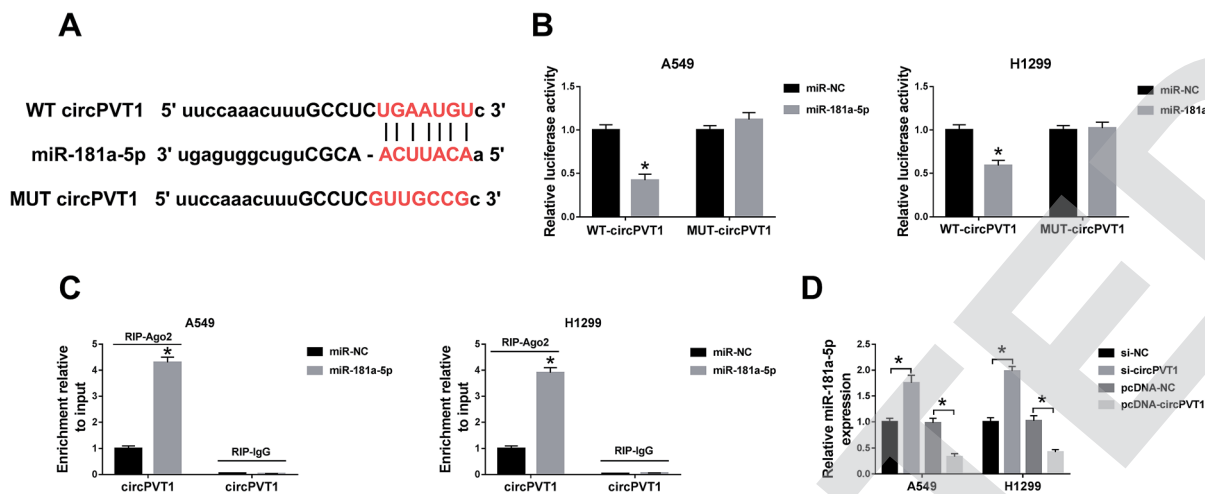 A
WT circPVT1 5' uuccaaacuuuGCCUCUGAAUGUc 3'
miR-181a-5p 3' ugaguggcuguCGCA - ACUUACAa 5'
MUT circPVT1 5' uuccaaacuuuGCCUCGUUGCCGc 3'
B
A549
Relative luciferase activity
1.5
1.0
0.5
0.0
miR-NC
miR-181a-5p
*
WT-circPVT1 MUT-circPVT1
H1299
Relative luciferase activity
1.5
1.0
0.5
0.0
miR-NC
miR-181a
*
WT-circPVT1 MUT-circPVT1
C
A549
Enrichment relative
to input
5
4
3
2
1
0
RIP-Ago2
*
RIP-IgG
miR-NC
miR-181a-5p
circPVT1 circPVT1
H1299
Enrichment relative
to input
5
4
3
2
1
0
RIP-Ago2
*
RIP-IgG
miR-NC
miR-181a-5p
circPVT1 circPVT1
D
Relative miR-181a-5p
expression
2.5
2.0
1.5
1.0
0.5
0.0
* * * *
si-NC
si-circPVT1
pcDNA-NC
pcDNA-circPVT1
A549 H1299